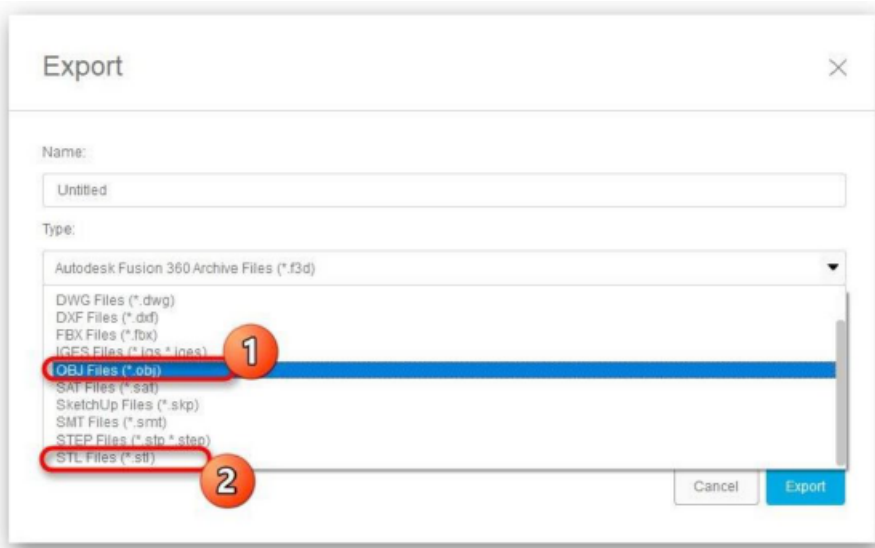 Export
Name:
Untitled
Type:
Autodesk Fusion 360 Archive Files (*.f3d)
DWG Files (*.dwg)
DXF Files (*.dxf)
FBX Files (*.fbx)
IGES Files (*.igs *.iges)
1
OBJ Files (*.obj)
SAT Files (*.sat)
SketchUp Files (*.skp)
SMT Files (*.smt)
STEP Files (*.stp *.step)
STL Files (*.stl)
2
Cancel
Export